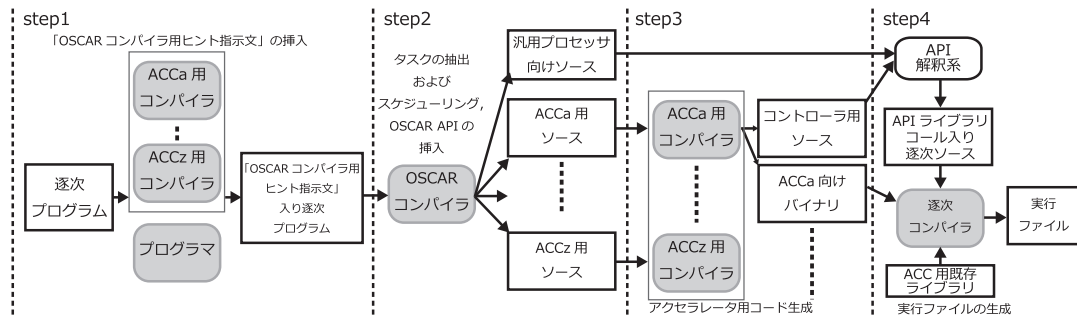 step1
「OSCAR コンパイラ用ヒント指示文」の挿入
ACCa 用
コンパイラ
ACCz 用
コンパイラ
逐次
プログラム
プログラマ
「OSCAR コンパイラ用
ヒント指示文」
入り逐次
プログラム
step2
タスクの抽出
および
スケジューリング,
OSCAR APIの
挿入
OSCAR
コンパイラ
汎用プロセッサ
向けソース
ACCa 用
ソース
ACCz 用
ソース
step3
ACCa 用
コンパイラ
ACCz 用
コンパイラ
コントローラ用
ソース
ACCa 向け
バイナリ
アクセラレータ用コード生成
step4
API
解釈系
API ライブラリ
コール入り
逐次ソース
逐次
コンパイラ
実行
ファイル
ACC 用既存
ライブラリ
実行ファイルの生成